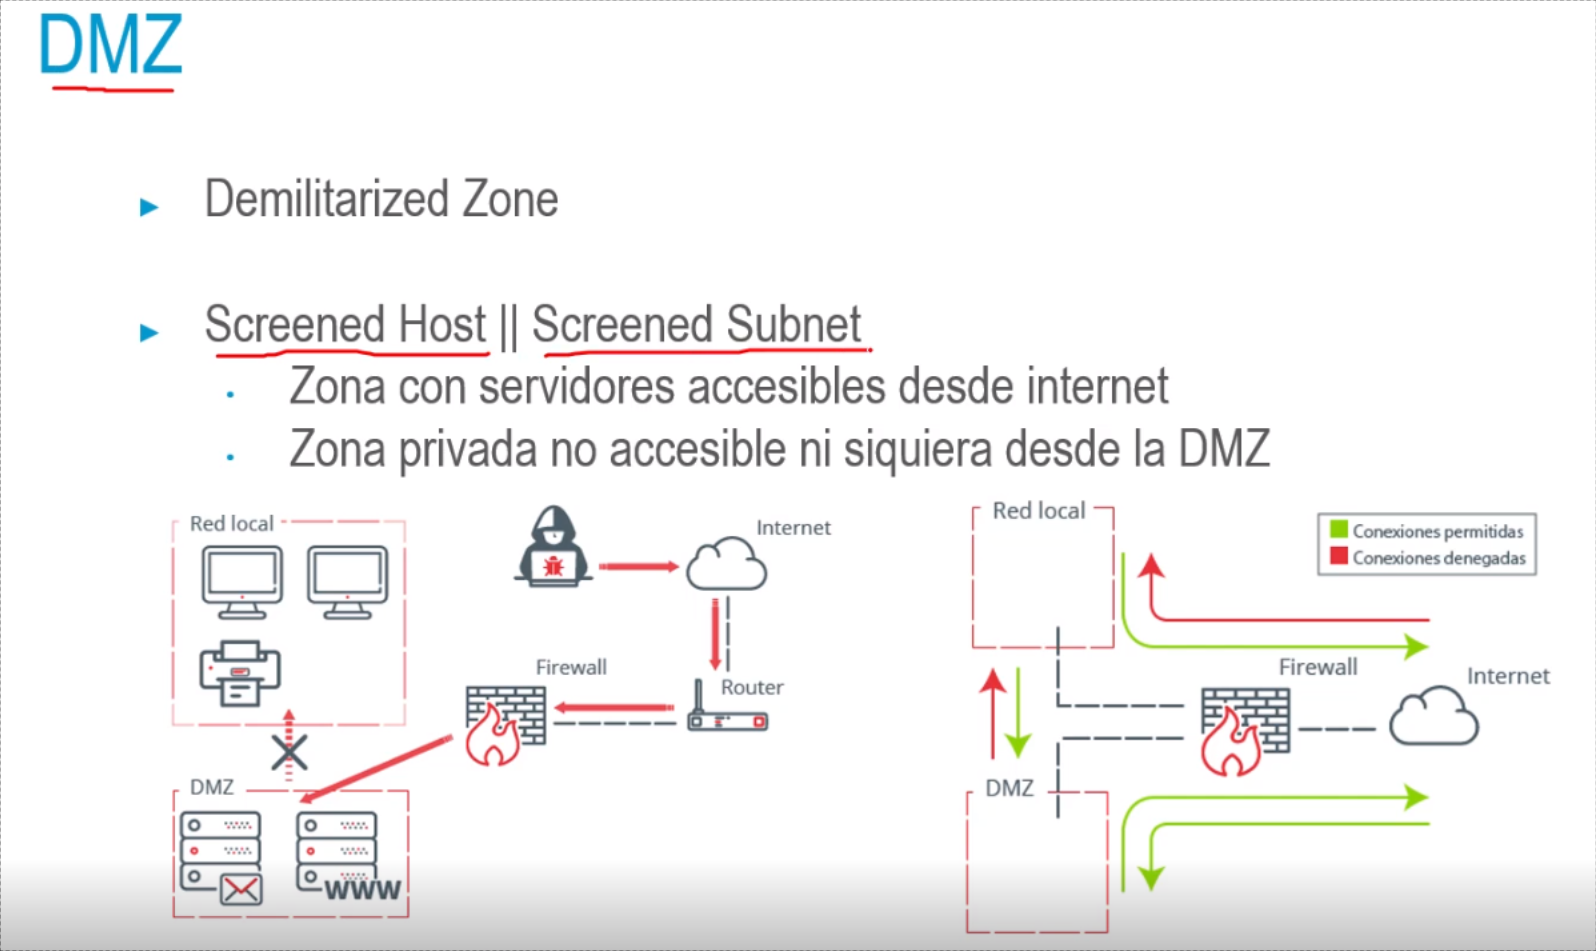 DMZ
Demilitarized Zone
Screened Host || Screened Subnet
Zona con servidores accesibles desde internet
Zona privada no accesible ni siquiera desde la DMZ
Red local
Internet
Firewall
Router
DMZ
WWW
Red local
Conexiones permitidas
Conexiones denegadas
Firewall
Internet
DMZ